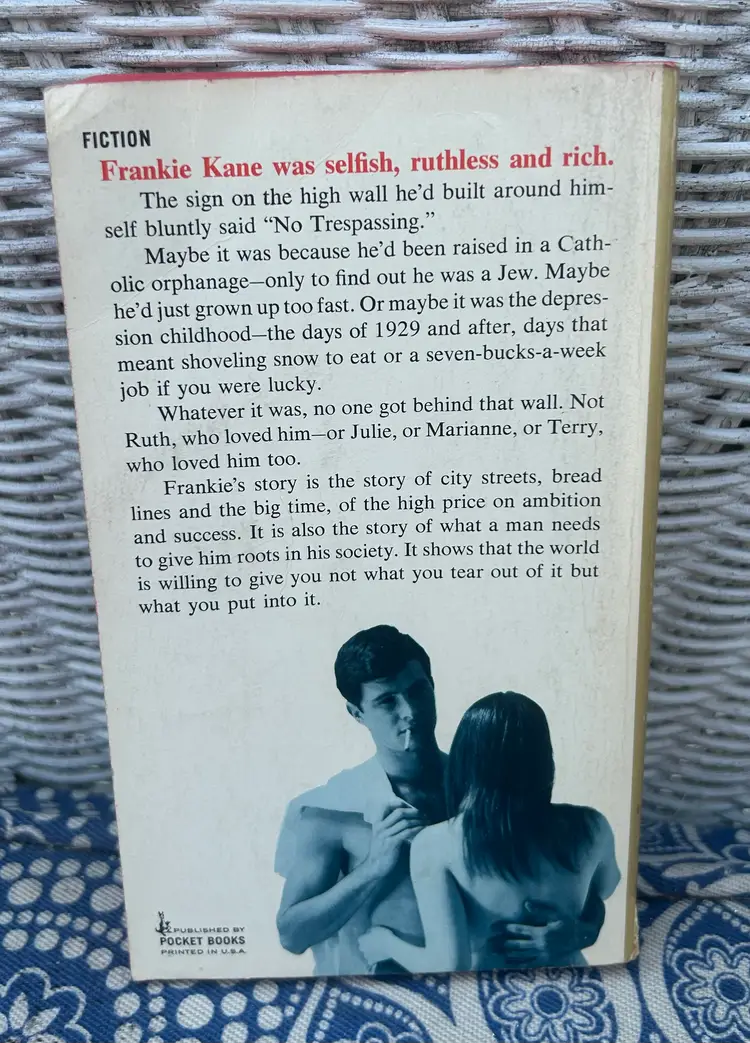 FICTION
Frankie Kane was selfish, ruthless and rich.
The sign on the high wall he'd built around him-
self bluntly said “No Trespassing.”
Maybe it was because he'd been raised in a Cath-
olic orphanage—only to find out he was a Jew. Maybe
he'd just grown up too fast. Or maybe it was the depres-
sion childhood—the days of 1929 and after, days that
meant shoveling snow to eat or a seven-bucks-a-week
job if you were lucky.
Whatever it was, no one got behind that wall. Not
Ruth, who loved him—or Julie, or Marianne, or Terry,
who loved him too.
Frankie's story is the story of city streets, bread
lines and the big time, of the high price on ambition
and success. It is also the story of what a man needs
to give him roots in his society. It shows that the world
is willing to give you not what you tear out of it but
what you put into it.
PUBLISHED BY
POCKET BOOKS
PRINTED IN U.S.A.